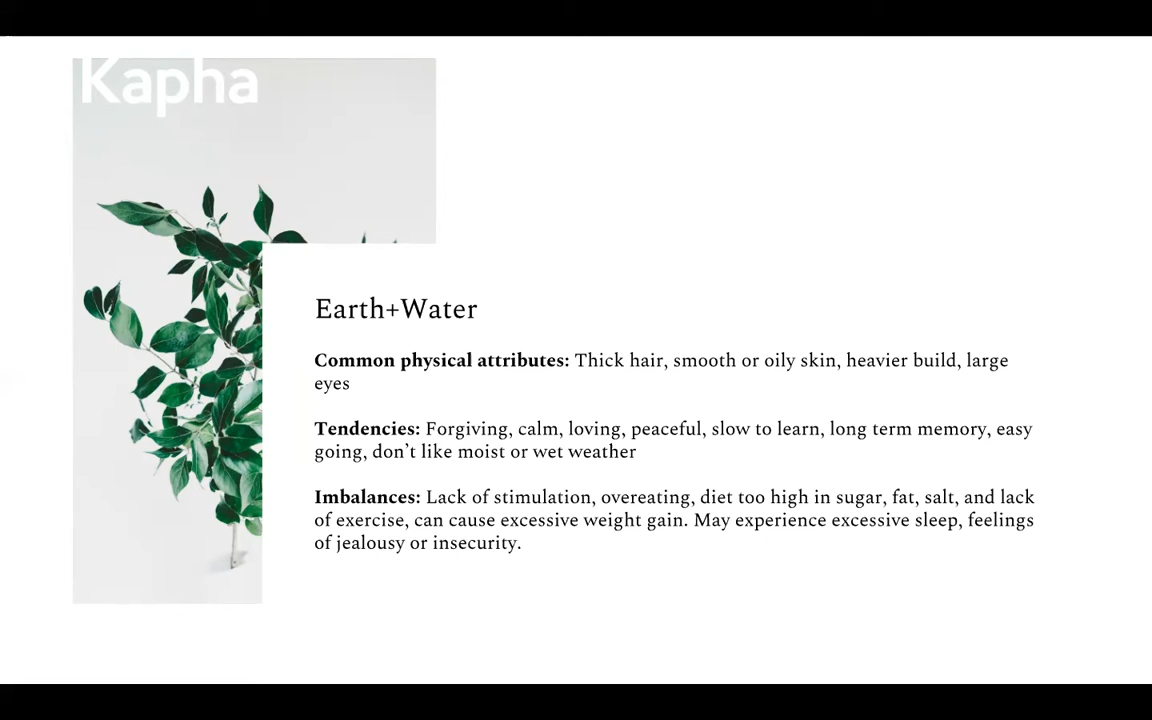 Kapha
Earth+Water
Common physical attributes: Thick hair, smooth or oily skin, heavier build, large
eyes
Tendencies: Forgiving, calm, loving, peaceful, slow to learn, long term memory, easy
going, don’t like moist or wet weather
Imbalances: Lack of stimulation, overeating, diet too high in sugar, fat, salt, and lack
of exercise, can cause excessive weight gain. May experience excessive sleep, feelings
of jealousy or insecurity.